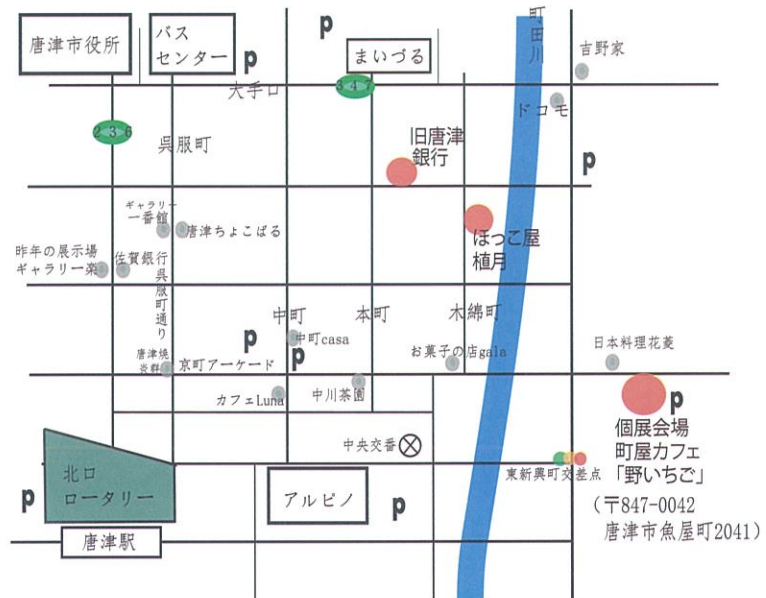 唐津市役所
バス
センター
p
p
まいづる
町田川
吉野家
大手口
3 4 7
ドコモ
2 3 6
呉服町
旧唐津
銀行
p
ギャラリー
一番館
唐津ちょこばる
ほっこ屋
植月
昨年の展示場
ギャラリー楽
佐賀銀行
呉服町通り
中町
本町
木綿町
p
中町casa
p
お菓子の店gala
日本料理花菱
唐津焼
炎群
京町アーケード
カフェLuna
中川茶園
p
個展会場
町屋カフェ
「野いちご」
中央交番
東新興町交差点
北口
ロータリー
p
アルピノ
p
(〒847-0042
唐津市魚屋町2041)
唐津駅